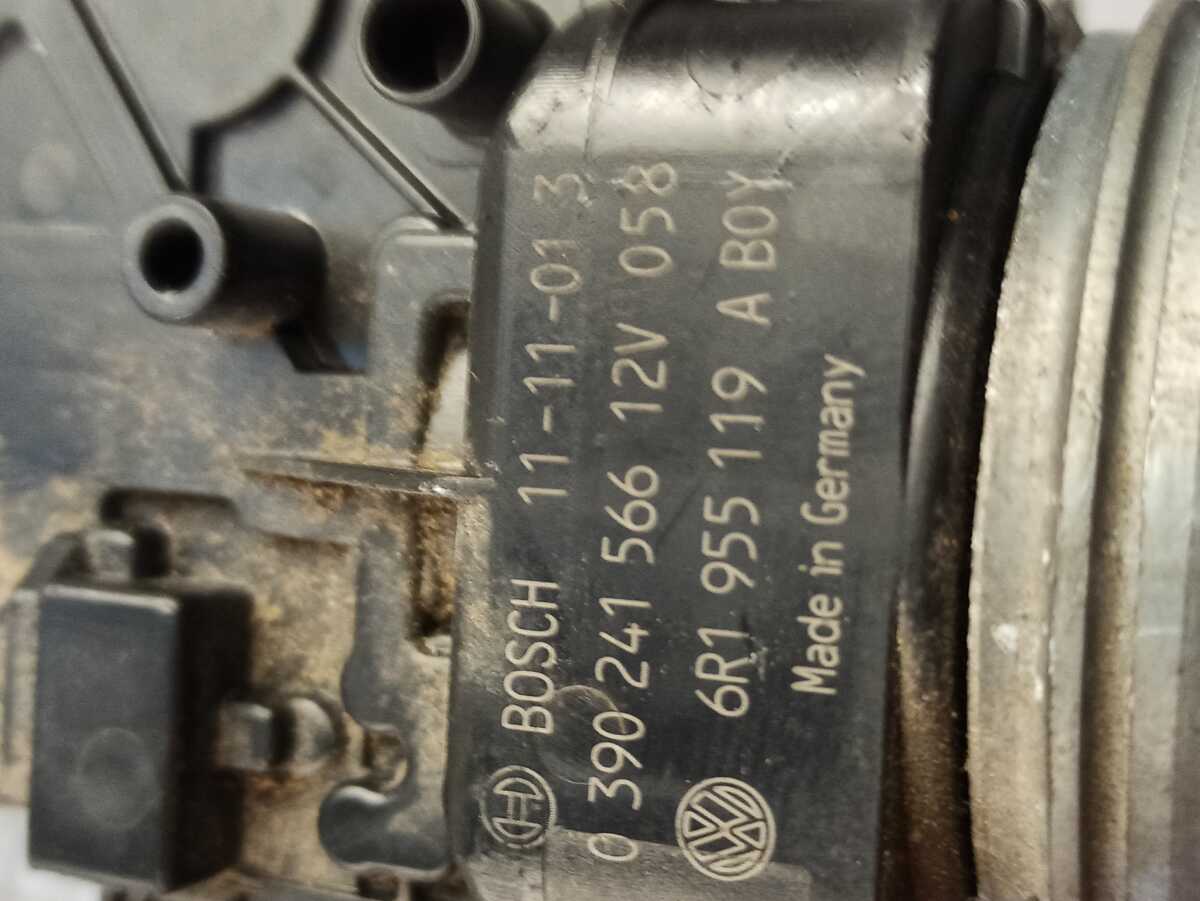 BOSCH 11-11-01 3
0 390 241 566 12V 058
6R1 955 119 A B0Y
Made in Germany